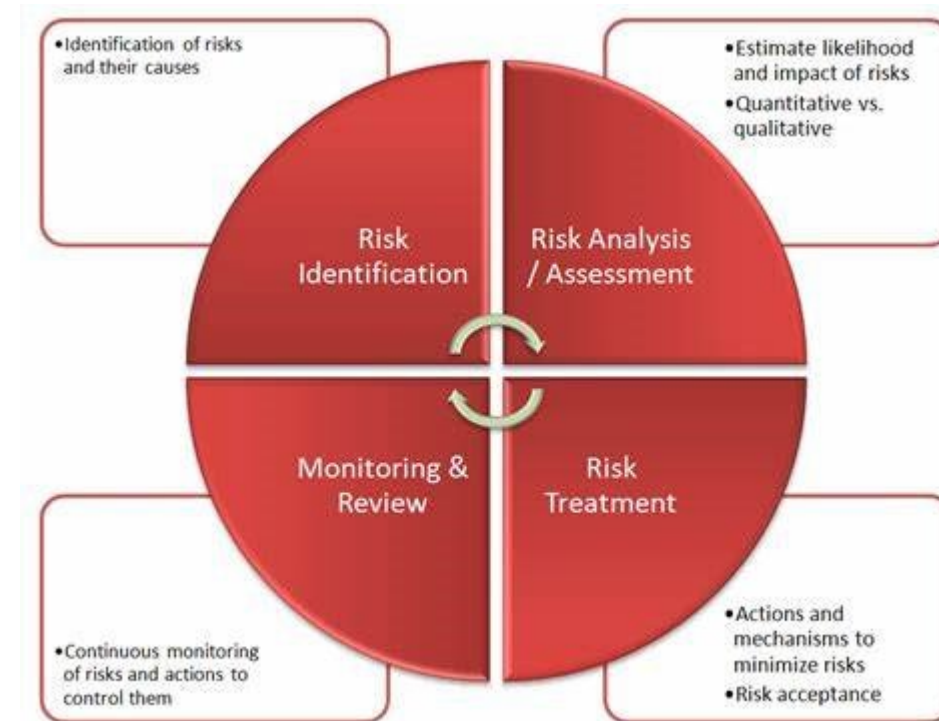 •Identification of risks
and their causes
•Estimate likelihood
and impact of risks
•Quantitative vs.
qualitative
Risk
Identification
Risk Analysis
/ Assessment
Monitoring &
Review
Risk
Treatment
•Continuous monitoring
of risks and actions to
control them
•Actions and
mechanisms to
minimize risks
•Risk acceptance